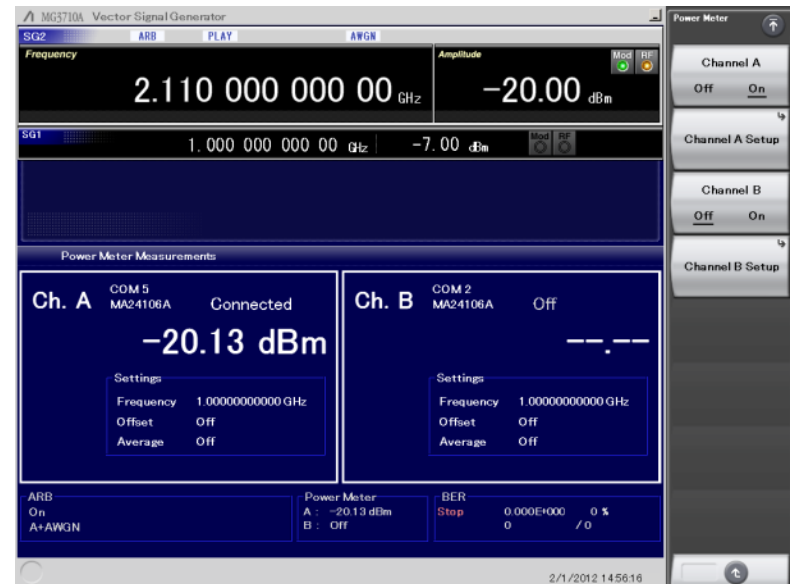 MG3710A Vector Signal Generator
SG2 ARB PLAY AWGN
Frequency
2.110 000 000 00 GHz
Amplitude
Mod RF
-20.00 dBm
SG1 1.000 000 000 00 GHz -7.00 dBm Mod RF
Power Meter Measurements
Ch. A
COM5
MA24106A Connected
-20.13 dBm
Settings
Frequency 1.00000000000 GHz
Offset Off
Average Off
Ch. B
COM2
MA24106A Off
--.--
Settings
Frequency 1.00000000000 GHz
Offset Off
Average Off
ARB
On
A+AWGN
Power Meter
A : -20.13 dBm
B : Off
BER
Stop 0.000E+000 0 %
0 / 0
2/1/2012 14:56:16
Power Meter
Channel A
Off On
Channel A Setup
Channel B
Off On
Channel B Setup